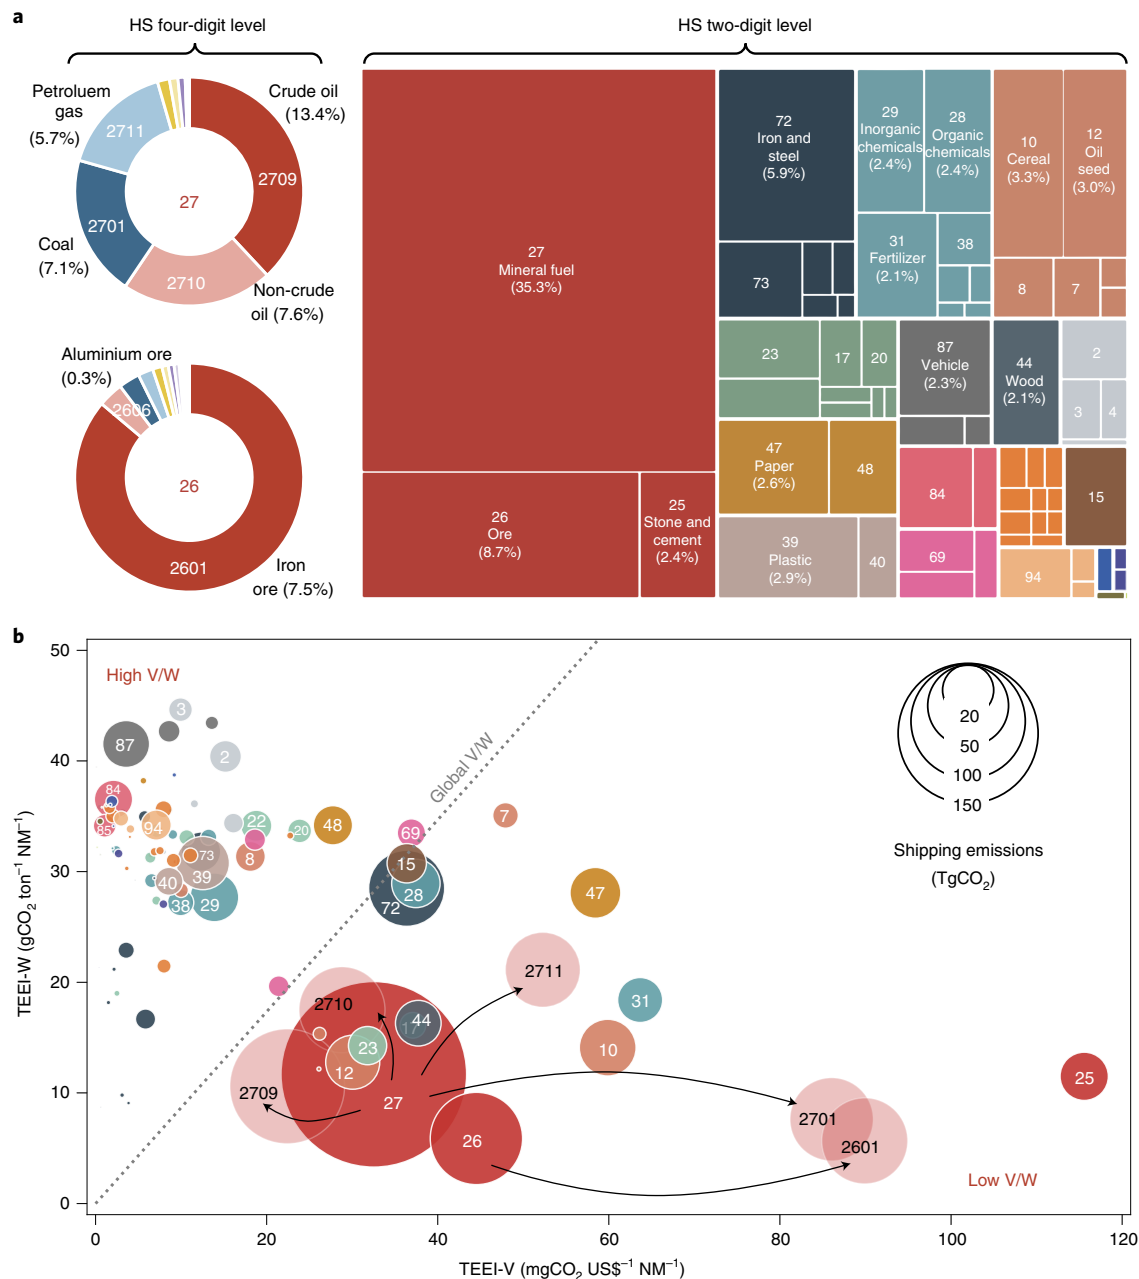 a
HS four-digit level
HS two-digit level
Petroluem
gas
(5.7%)
2711
Crude oil
(13.4%)
2709
27
2701
Coal
(7.1%)
2710
Non-crude
oil (7.6%)
Aluminium ore
(0.3%)
2606
26
2601
Iron
ore (7.5%)
27
Mineral fuel
(35.3%)
26
Ore
(8.7%)
25
Stone and
cement
(2.4%)
72
Iron and
steel
(5.9%)
73
29
Inorganic
chemicals
(2.4%)
28
Organic
chemicals
(2.4%)
31
Fertilizer
(2.1%)
38
10
Cereal
(3.3%)
12
Oil
seed
(3.0%)
8
7
23
17
20
87
Vehicle
(2.3%)
44
Wood
(2.1%)
2
3
4
47
Paper
(2.6%)
48
84
15
39
Plastic
(2.9%)
40
69
94
b
50
40
30
20
10
0
TEEI-W (gCO2 ton−1 NM−1)
High V/W
Global V/W
3
87
2
84
85
94
22
20
48
69
7
73
8
39
40
38
29
15
28
72
47
2711
2710
31
44
17
23
12
10
2709
27
25
26
2701
2601
20
50
100
150
Shipping emissions
(TgCO2)
Low V/W
0
20
40
60
80
100
120
TEEI-V (mgCO2 US$−1 NM−1)